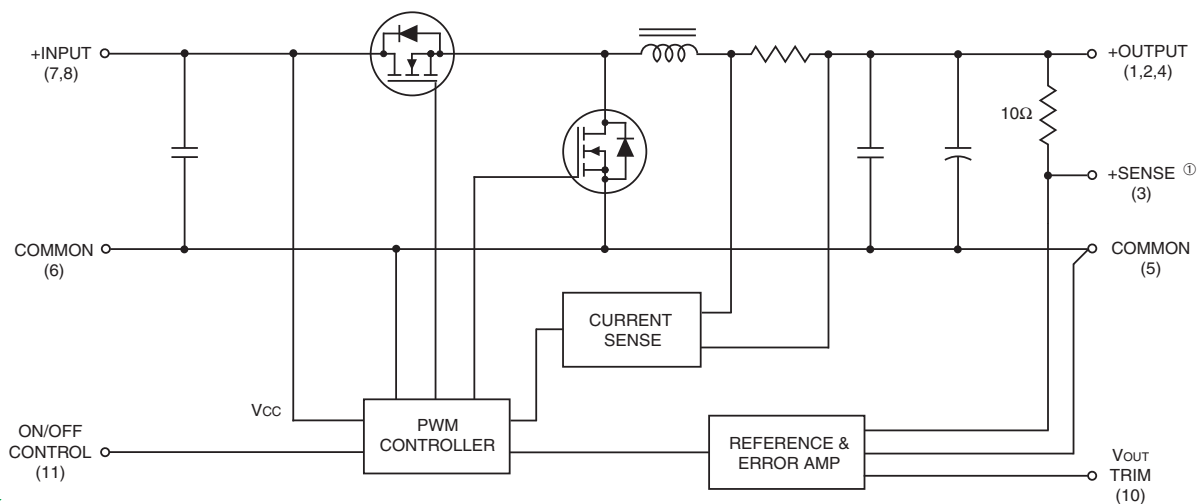 +INPUT
(7,8)
+OUTPUT
(1,2,4)
10Ω
+SENSE ①
(3)
COMMON
(6)
COMMON
(5)
CURRENT
SENSE
VCC
PWM
CONTROLLER
ON/OFF
CONTROL
(11)
REFERENCE &
ERROR AMP
VOUT
TRIM
(10)